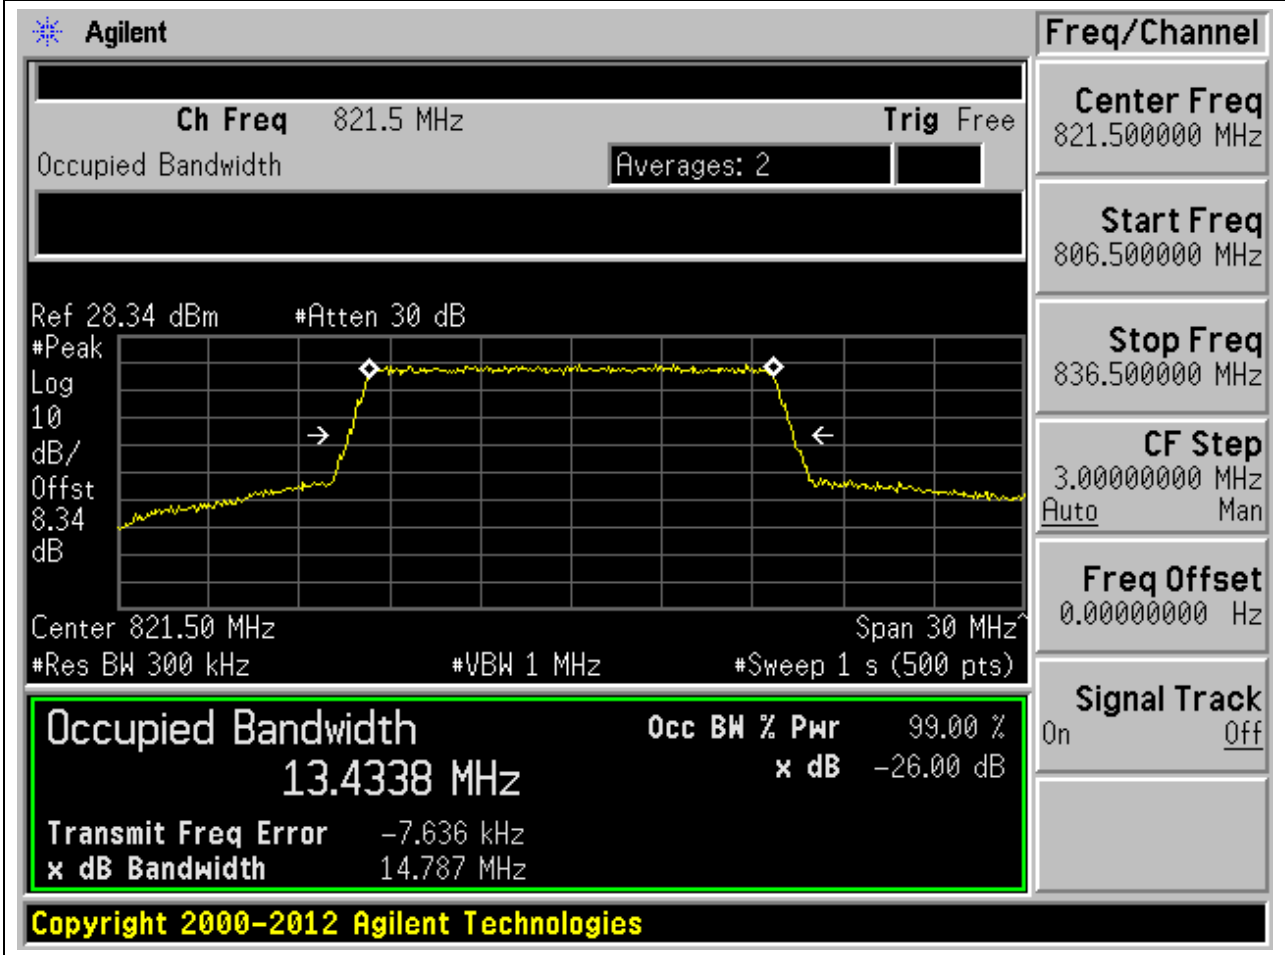 Agilent
Freq/Channel
Ch Freq 821.5 MHz Trig Free
Occupied Bandwidth Averages: 2
Ref 28.34 dBm #Atten 30 dB
#Peak
Log
10
dB/
Offst
8.34
dB
Center 821.50 MHz Span 30 MHz^
#Res BW 300 kHz #VBW 1 MHz #Sweep 1 s (500 pts)
Occupied Bandwidth Occ BW % Pwr 99.00 %
13.4338 MHz x dB -26.00 dB
Transmit Freq Error -7.636 kHz
x dB Bandwidth 14.787 MHz
Copyright 2000-2012 Agilent Technologies
Center Freq
821.500000 MHz
Start Freq
806.500000 MHz
Stop Freq
836.500000 MHz
CF Step
3.00000000 MHz
Auto Man
Freq Offset
0.00000000 Hz
Signal Track
On Off